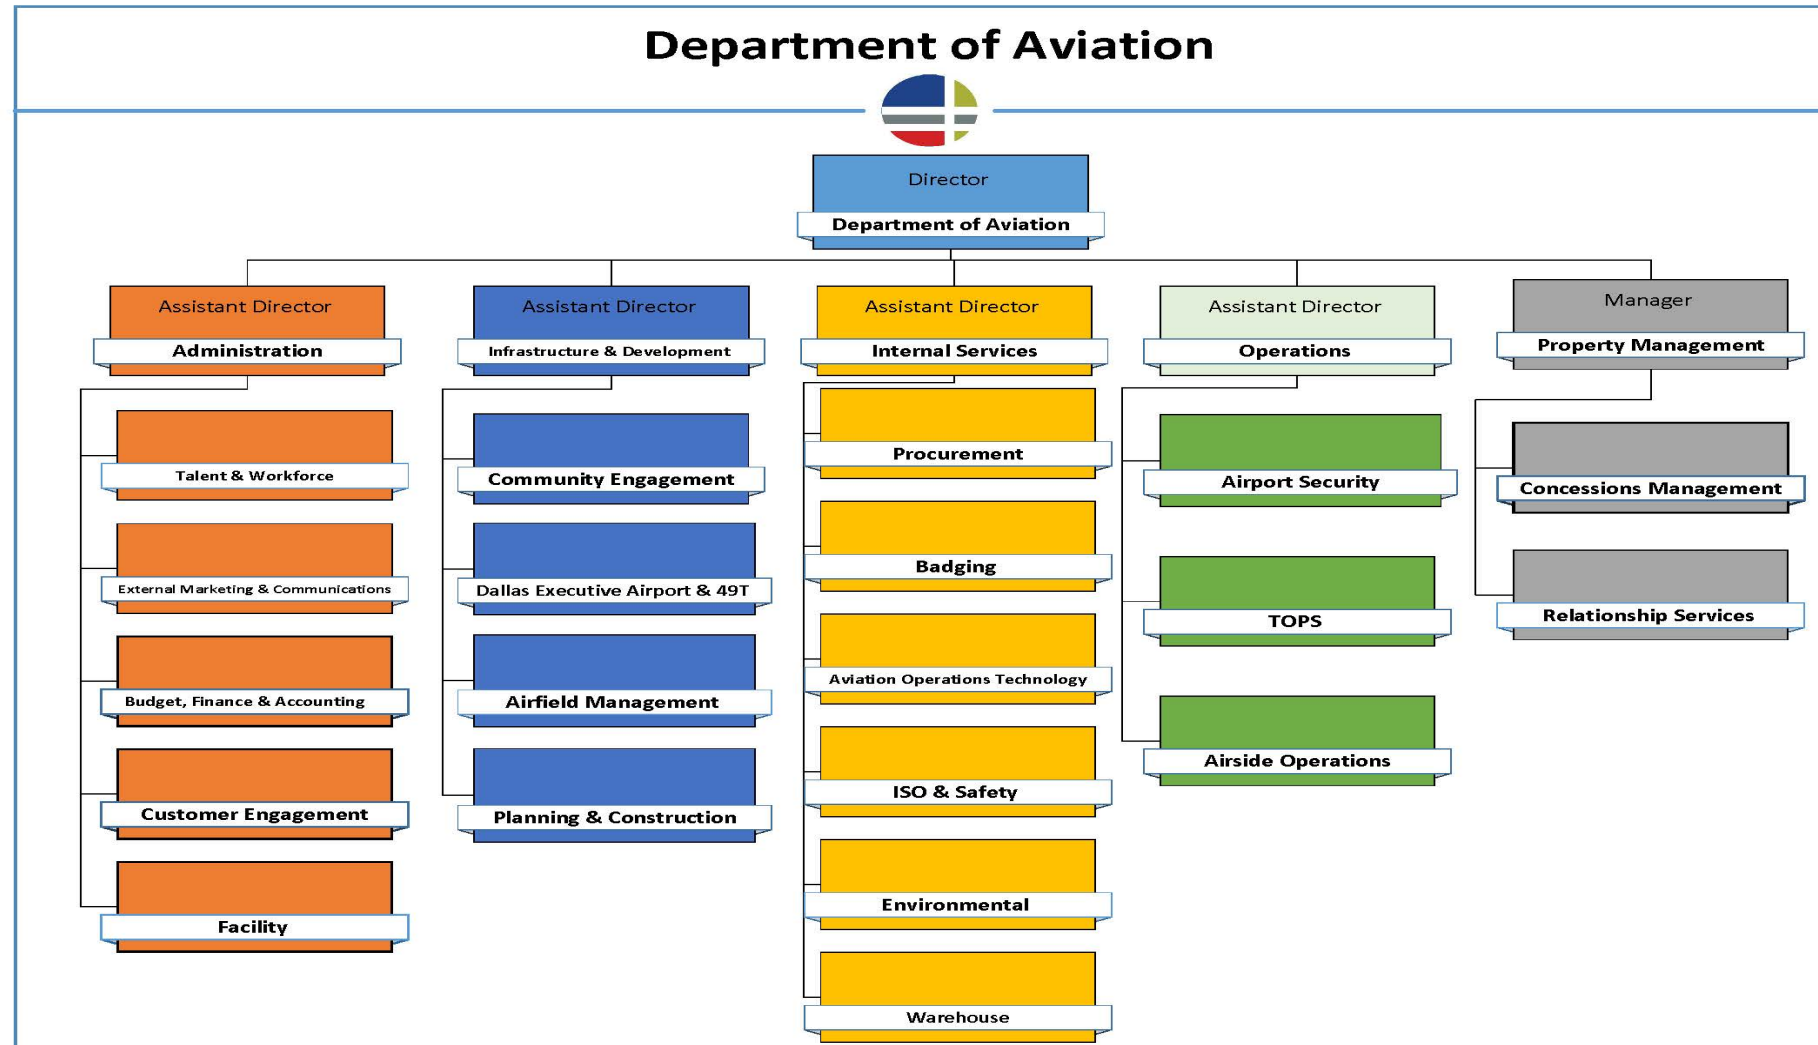 Department of Aviation
Director
Department of Aviation
Assistant Director
Administration
Talent & Workforce
External Marketing & Communications
Budget, Finance & Accounting
Customer Engagement
Facility
Assistant Director
Infrastructure & Development
Community Engagement
Dallas Executive Airport & 49T
Airfield Management
Planning & Construction
Assistant Director
Internal Services
Procurement
Badging
Aviation Operations Technology
ISO & Safety
Environmental
Warehouse
Assistant Director
Operations
Airport Security
TOPS
Airside Operations
Manager
Property Management
Concessions Management
Relationship Services